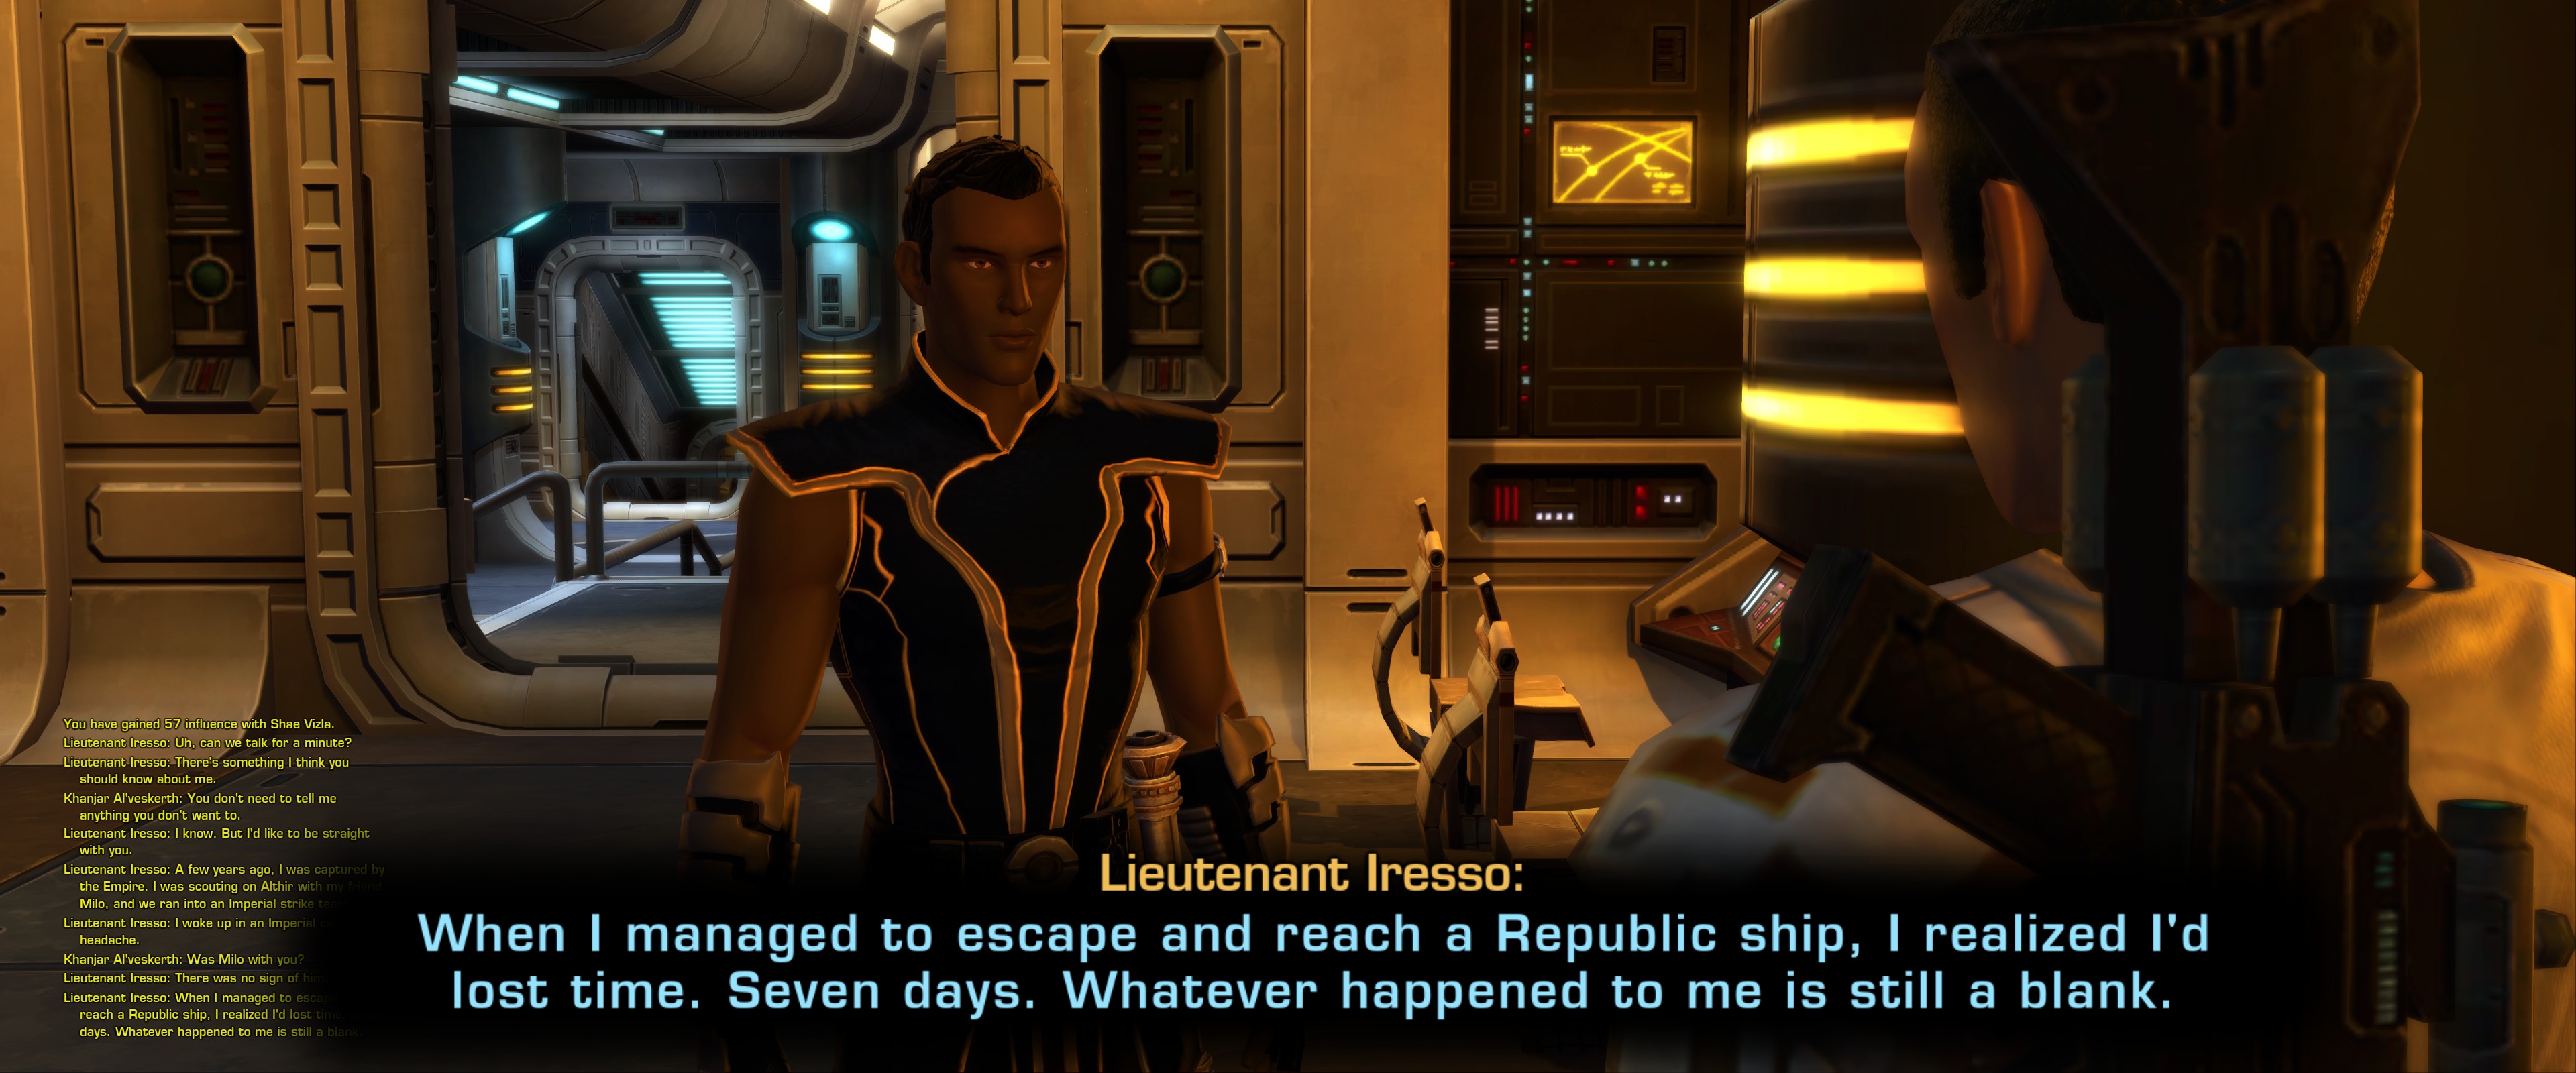 You have gained 57 influence with Shae Vizla.
Lieutenant Iresso: Uh, can we talk for a minute?
Lieutenant Iresso: There's something I think you
should know about me.
Khanjar Al'veskerth: You don't need to tell me
anything you don't want to.
Lieutenant Iresso: I know. But I'd like to be straight
with you.
Lieutenant Iresso: A few years ago, I was captured by
the Empire. I was scouting on Althir with my friend
Milo, and we ran into an Imperial strike
Lieutenant Iresso: I woke up in an Imperial
headache.
Khanjar Al'veskerth: Was Milo with you?
Lieutenant Iresso: There was no sign of him
Lieutenant Iresso: When I managed to escape
reach a Republic ship, I realized I'd lost time.
days. Whatever happened to me is still a blank.
Lieutenant Iresso:
When I managed to escape and reach a Republic ship, I realized I'd
lost time. Seven days. Whatever happened to me is still a blank.